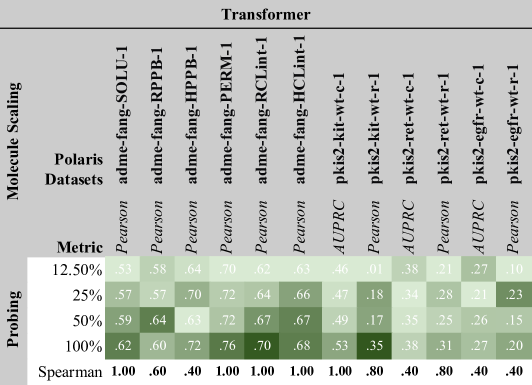 Transformer
Molecule Scaling
Polaris Datasets adme-fang-SOLU-1 adme-fang-RPPB-1 adme-fang-HPPB-1 adme-fang-PERM-1 adme-fang-RCLint-1 adme-fang-HCLint-1 pkis2-kit-wt-c-1 pkis2-kit-wt-r-1 pkis2-ret-wt-c-1 pkis2-ret-wt-r-1 pkis2-egfr-wt-c-1 pkis2-egfr-wt-r-1
Metric Pearson Pearson Pearson Pearson Pearson Pearson AUPRC Pearson AUPRC Pearson AUPRC Pearson
Probing
12.50% .53 .58 .64 .70 .62 .63 .46 .01 .38 .21 .27 .10
25% .57 .57 .70 .72 .64 .66 .47 .18 .34 .28 .21 .23
50% .59 .64 .63 .72 .67 .67 .49 .17 .35 .25 .26 .15
100% .62 .60 .72 .76 .70 .68 .53 .35 .38 .31 .27 .20
Spearman 1.00 .60 .40 1.00 1.00 1.00 1.00 .80 .40 .80 .40 .40